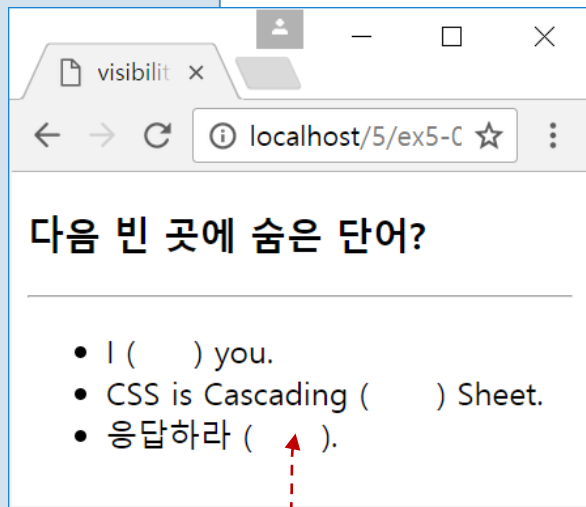 visibilit
localhost/5/ex5-0
다음 빈 곳에 숨은 단어?
I (      ) you.
CSS is Cascading (        ) Sheet.
응답하라 (       ).